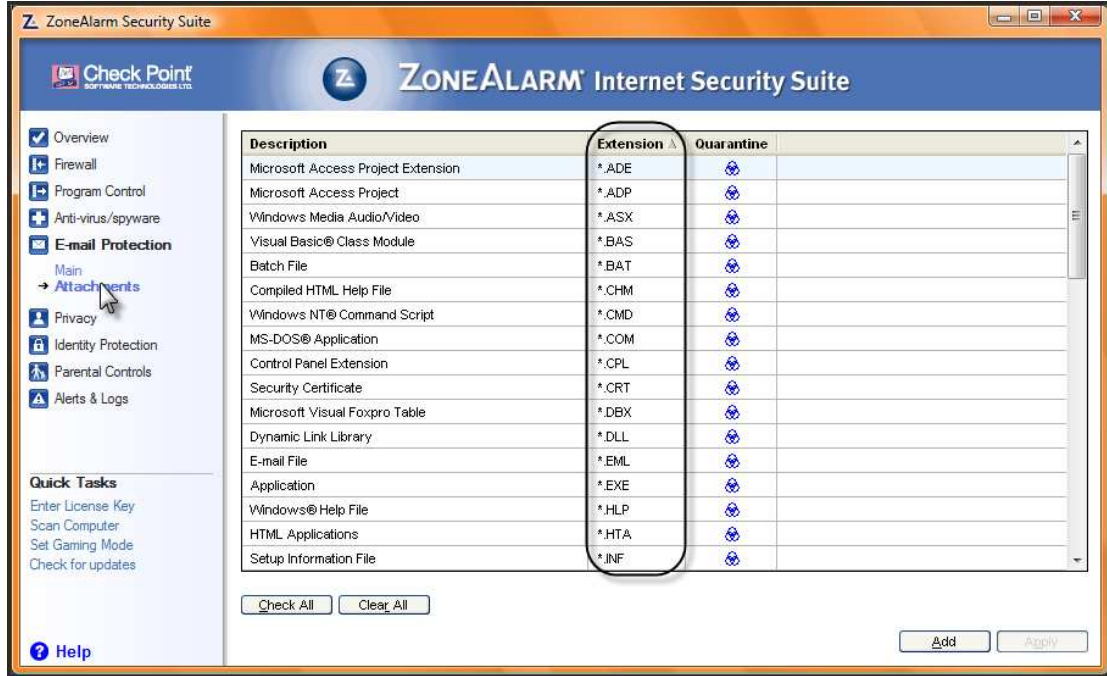 ZoneAlarm Security Suite
Check Point
SOFTWARE TECHNOLOGIES LTD.
ZONEALARM Internet Security Suite
Overview
Firewall
Program Control
Anti-virus/spyware
E-mail Protection
Main
Attachments
Privacy
Identity Protection
Parental Controls
Alerts & Logs
Quick Tasks
Enter License Key
Scan Computer
Set Gaming Mode
Check for updates
Help
Description Extension Quarantine
Microsoft Access Project Extension *.ADE
Microsoft Access Project *.ADP
Windows Media Audio/Video *.ASX
Visual Basic® Class Module *.BAS
Batch File *.BAT
Compiled HTML Help File *.CHM
Windows NT® Command Script *.CMD
MS-DOS® Application *.COM
Control Panel Extension *.CPL
Security Certificate *.CRT
Microsoft Visual Foxpro Table *.DBX
Dynamic Link Library *.DLL
E-mail File *.EML
Application *.EXE
Windows® Help File *.HLP
HTML Applications *.HTA
Setup Information File *.INF
Check All Clear All
Add Apply